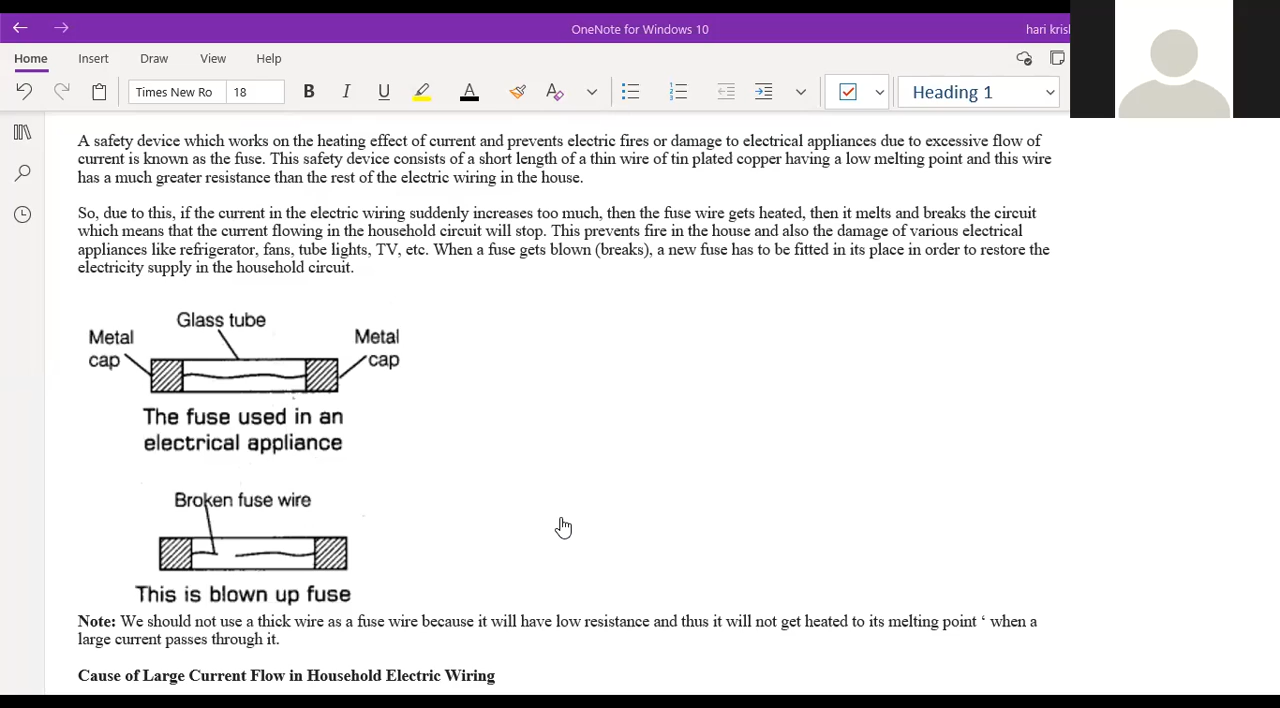 OneNote for Windows 10
hari krish
Home Insert Draw View Help
Times New Ro 18 B I U A A Heading 1
A safety device which works on the heating effect of current and prevents electric fires or damage to electrical appliances due to excessive flow of
current is known as the fuse. This safety device consists of a short length of a thin wire of tin plated copper having a low melting point and this wire
has a much greater resistance than the rest of the electric wiring in the house.
So, due to this, if the current in the electric wiring suddenly increases too much, then the fuse wire gets heated, then it melts and breaks the circuit
which means that the current flowing in the household circuit will stop. This prevents fire in the house and also the damage of various electrical
appliances like refrigerator, fans, tube lights, TV, etc. When a fuse gets blown (breaks), a new fuse has to be fitted in its place in order to restore the
electricity supply in the household circuit.
Glass tube
Metal
cap
Metal
cap
The fuse used in an
electrical appliance
Broken fuse wire
This is blown up fuse
Note: We should not use a thick wire as a fuse wire because it will have low resistance and thus it will not get heated to its melting point ‘ when a
large current passes through it.
Cause of Large Current Flow in Household Electric Wiring